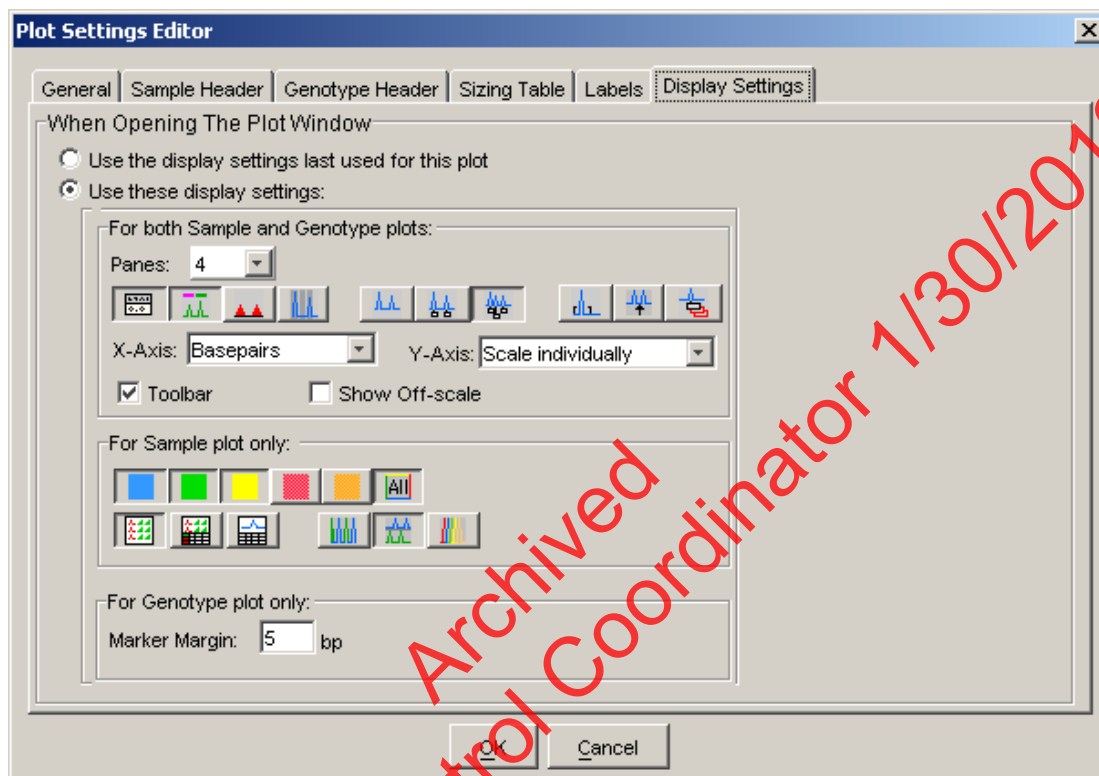 Plot Settings Editor
General Sample Header Genotype Header Sizing Table Labels Display Settings
When Opening The Plot Window
Use the display settings last used for this plot
Use these display settings:
For both Sample and Genotype plots:
Panes: 4
X-Axis: Basepairs Y-Axis: Scale individually
Toolbar Show Off-scale
For Sample plot only:
All
For Genotype plot only:
Marker Margin: 5 bp
OK Cancel
Archived
Coordinator 1/30/201